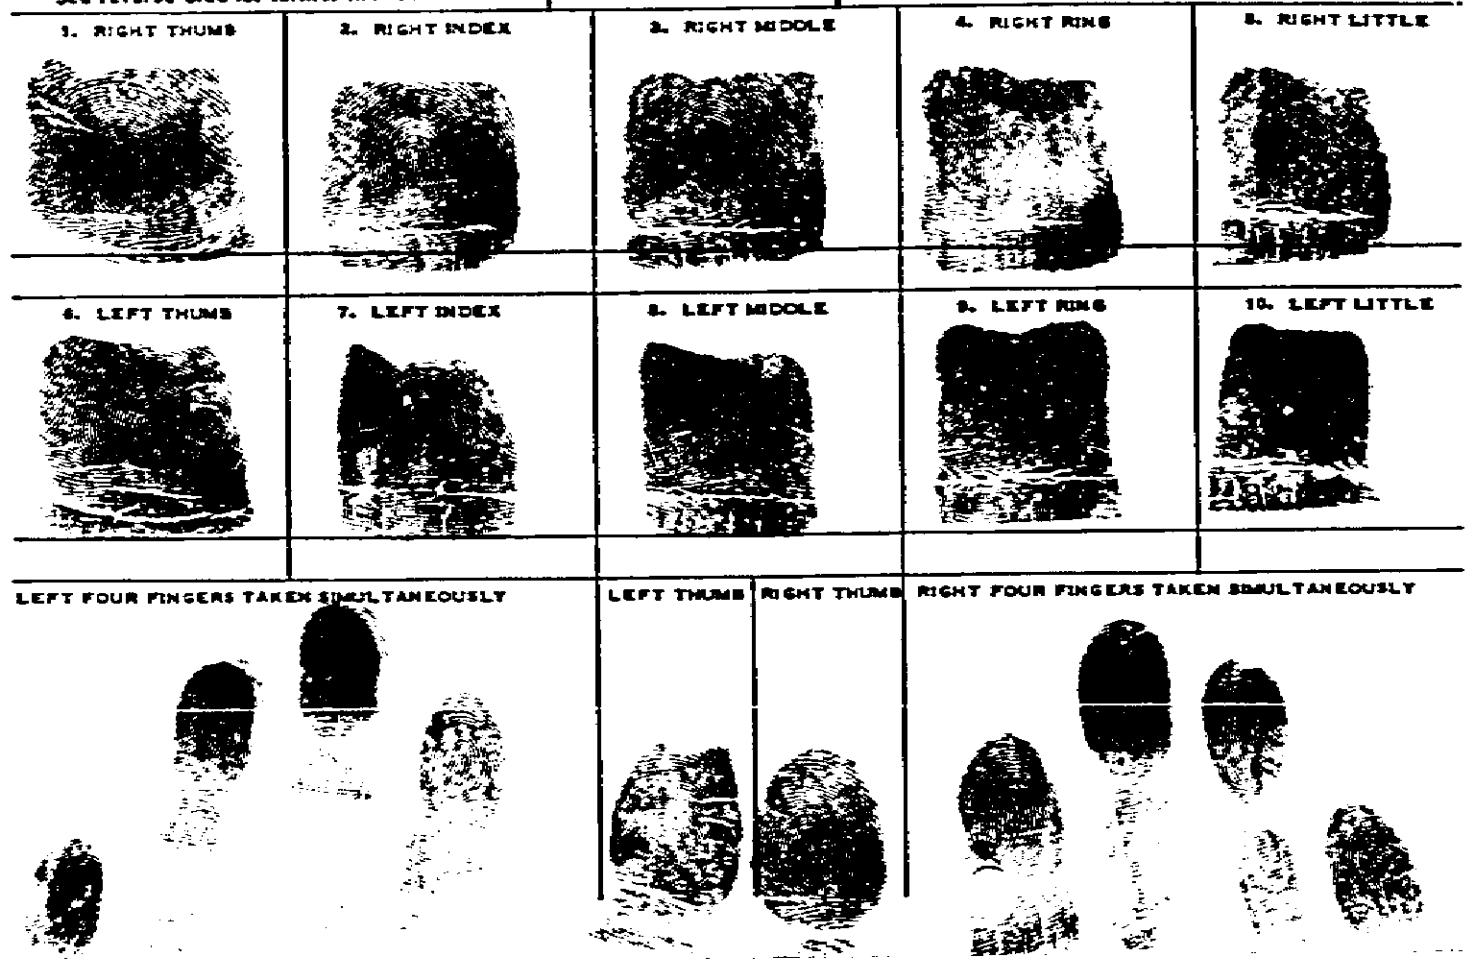 1. RIGHT THUMB
2. RIGHT INDEX
3. RIGHT MIDDLE
4. RIGHT RING
5. RIGHT LITTLE
6. LEFT THUMB
7. LEFT INDEX
8. LEFT MIDDLE
9. LEFT RING
10. LEFT LITTLE
LEFT FOUR FINGERS TAKEN SIMULTANEOUSLY
LEFT THUMB
RIGHT THUMB
RIGHT FOUR FINGERS TAKEN SIMULTANEOUSLY